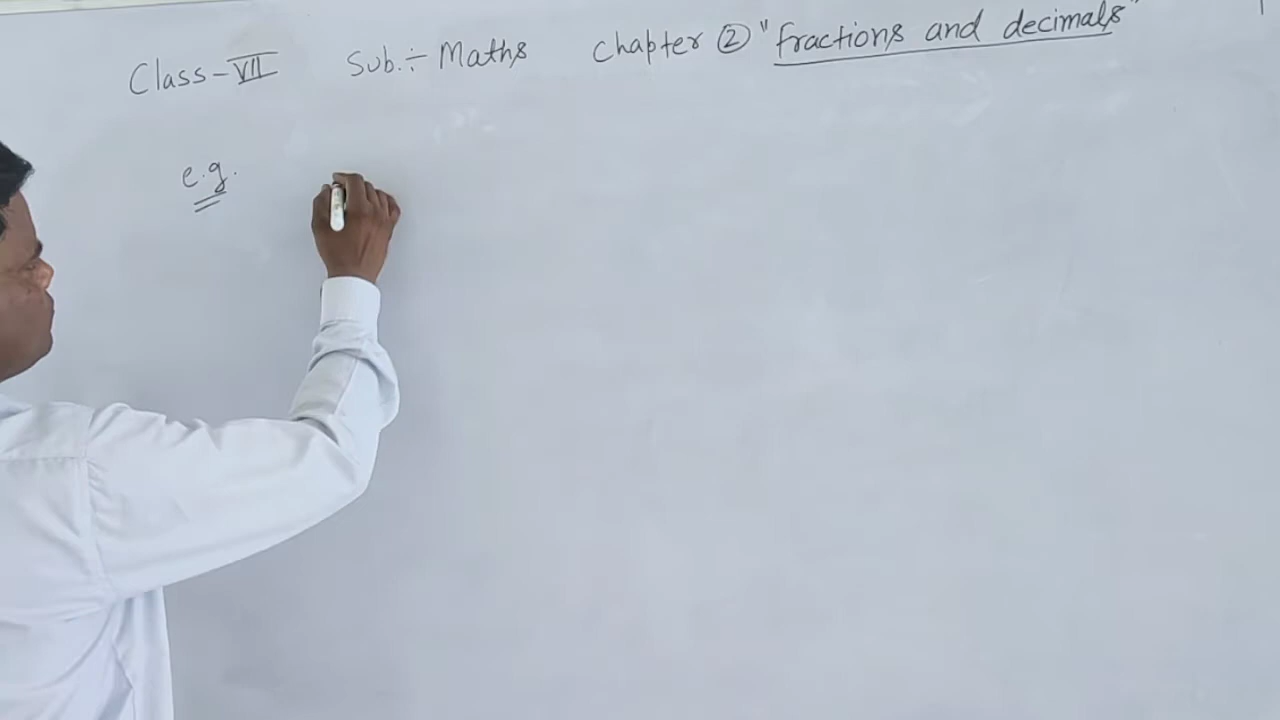 Class-VII Sub.:- Maths Chapter ② "fractions and decimals"
e.g.